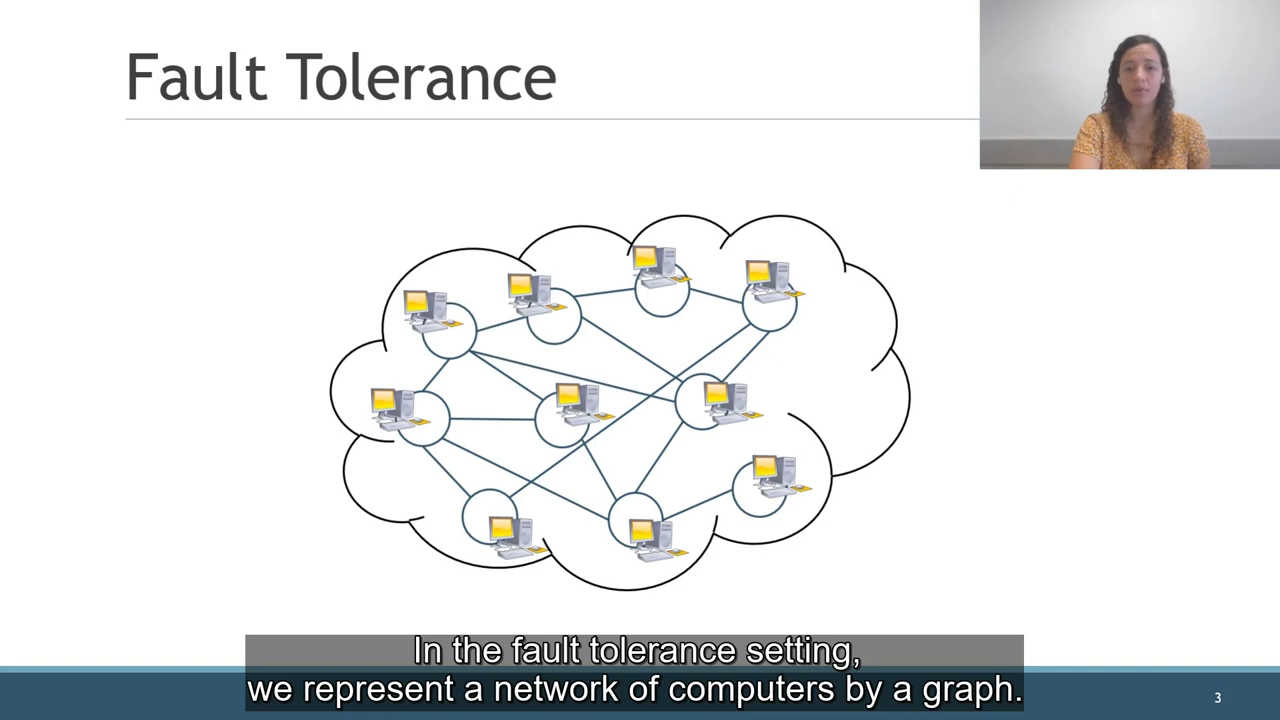 Fault Tolerance
In the fault tolerance setting,
we represent a network of computers by a graph.
3